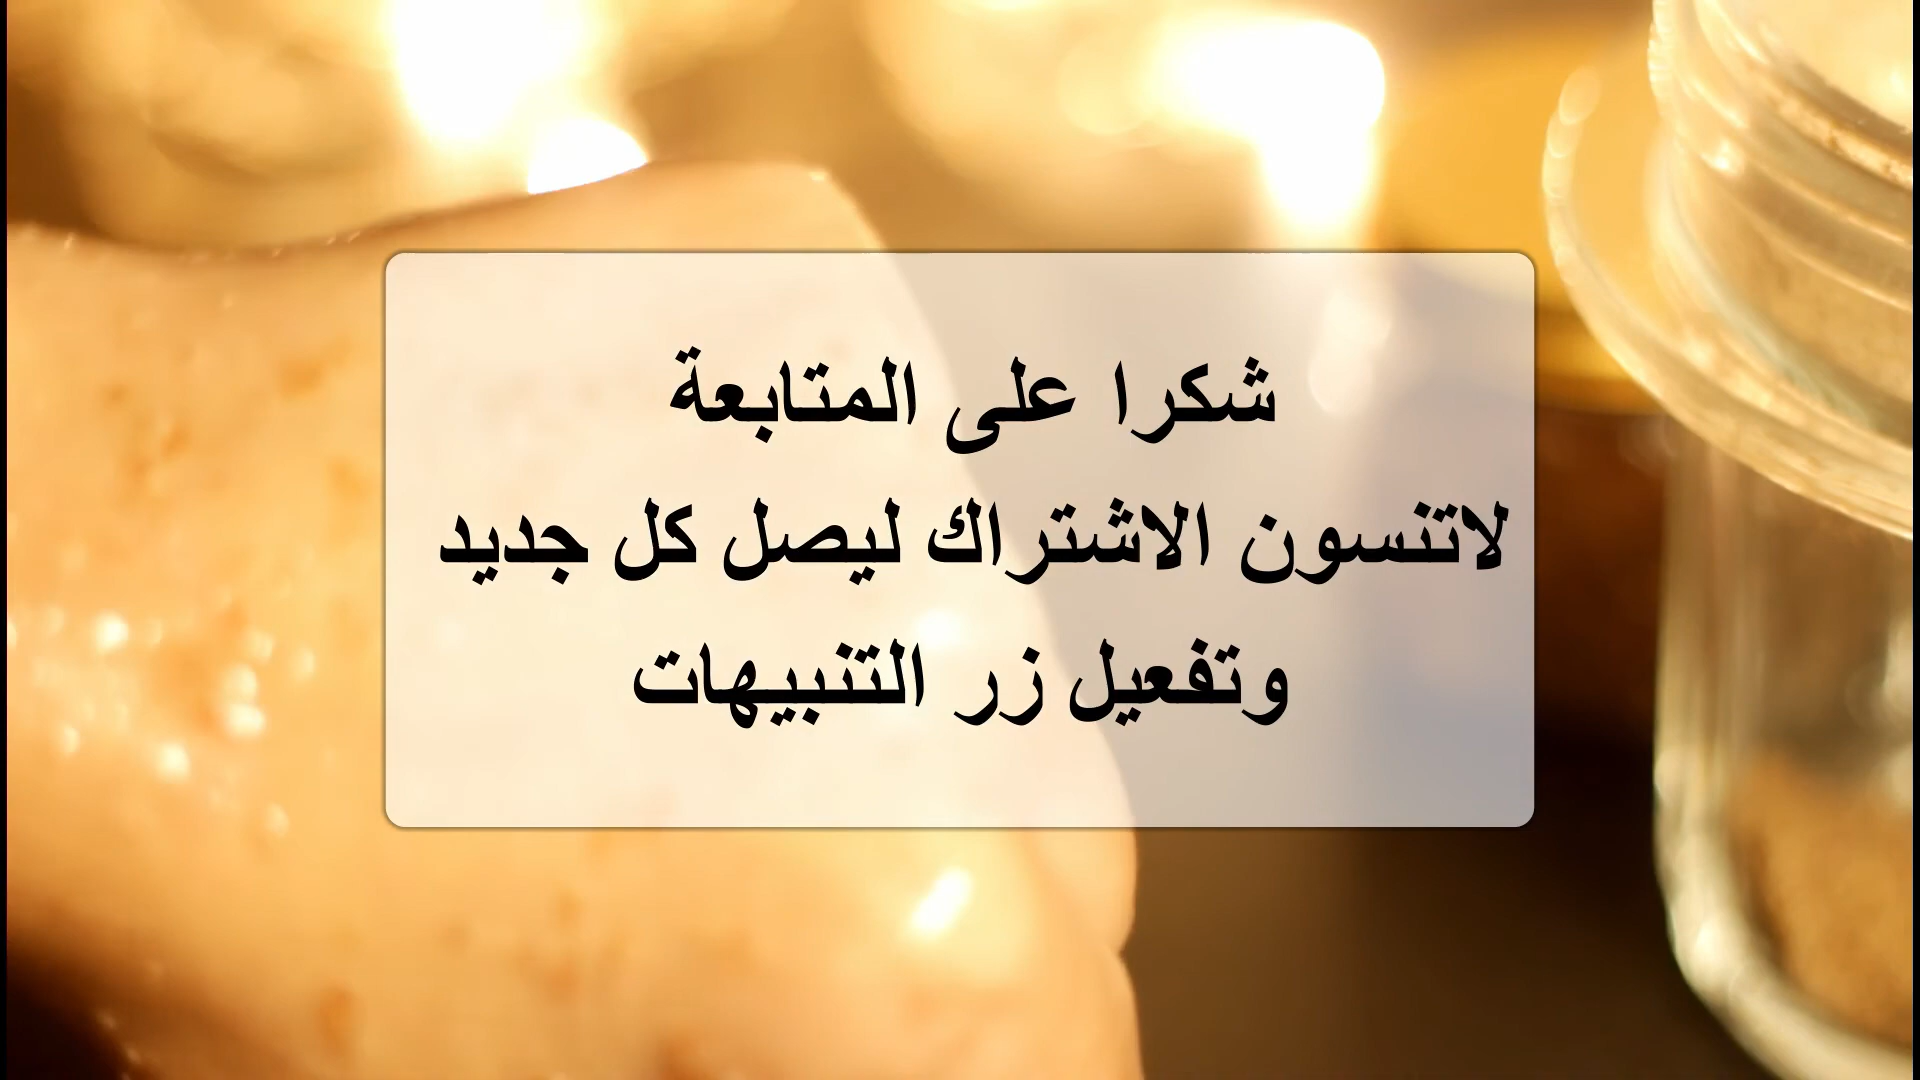 شكرا على المتابعة
لاتنسون الاشتراك ليصل كل جديد
وتفعيل زر التنبيهات